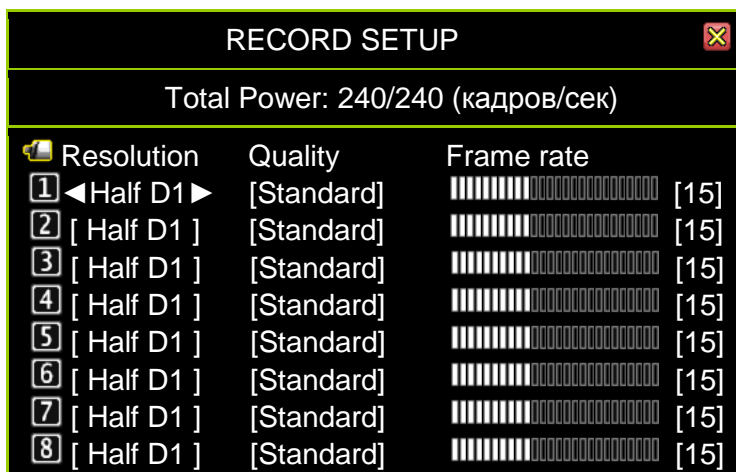 RECORD SETUP
Total Power: 240/240 (кадров/сек)
Resolution Quality Frame rate
1 ◄Half D1► [Standard] [15]
2 [ Half D1 ] [Standard] [15]
3 [ Half D1 ] [Standard] [15]
4 [ Half D1 ] [Standard] [15]
5 [ Half D1 ] [Standard] [15]
6 [ Half D1 ] [Standard] [15]
7 [ Half D1 ] [Standard] [15]
8 [ Half D1 ] [Standard] [15]